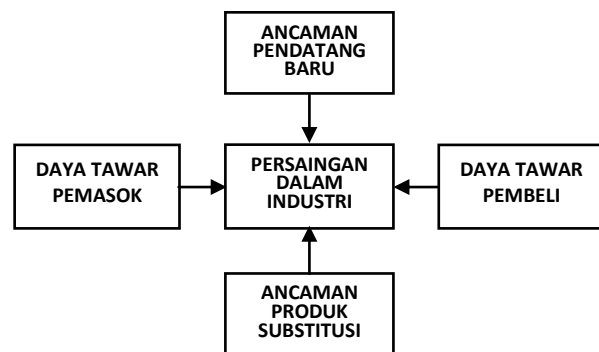 ANCAMAN
PENDATANG
BARU
DAYA TAWAR
PEMASOK
PERSAINGAN
DALAM
INDUSTRI
DAYA TAWAR
PEMBELI
ANCAMAN
PRODUK
SUBSTITUSI